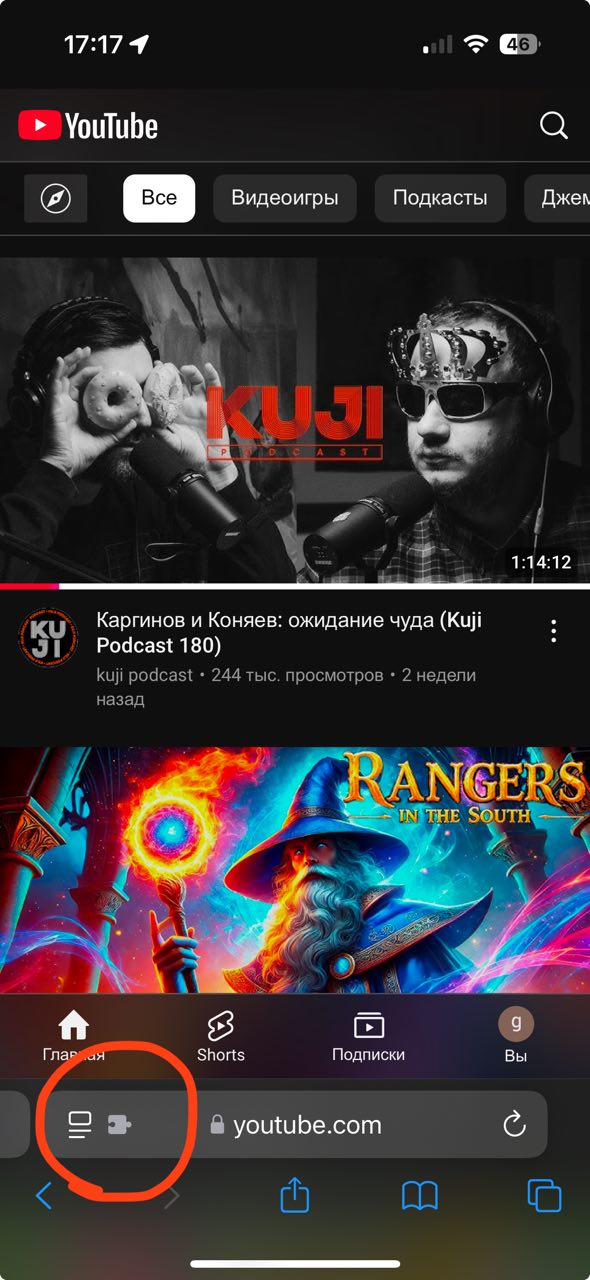 17:17
46
YouTube
Все
Видеоигры
Подкасты
Джем
KUJI
PODCAST
1:14:12
KU
JI
Каргинов и Коняев: ожидание чуда (Kuji
Podcast 180)
kuji podcast • 244 тыс. просмотров • 2 недели
назад
RANGERS
IN THE SOUTH
Главная
Shorts
Подписки
g
Вы
youtube.com